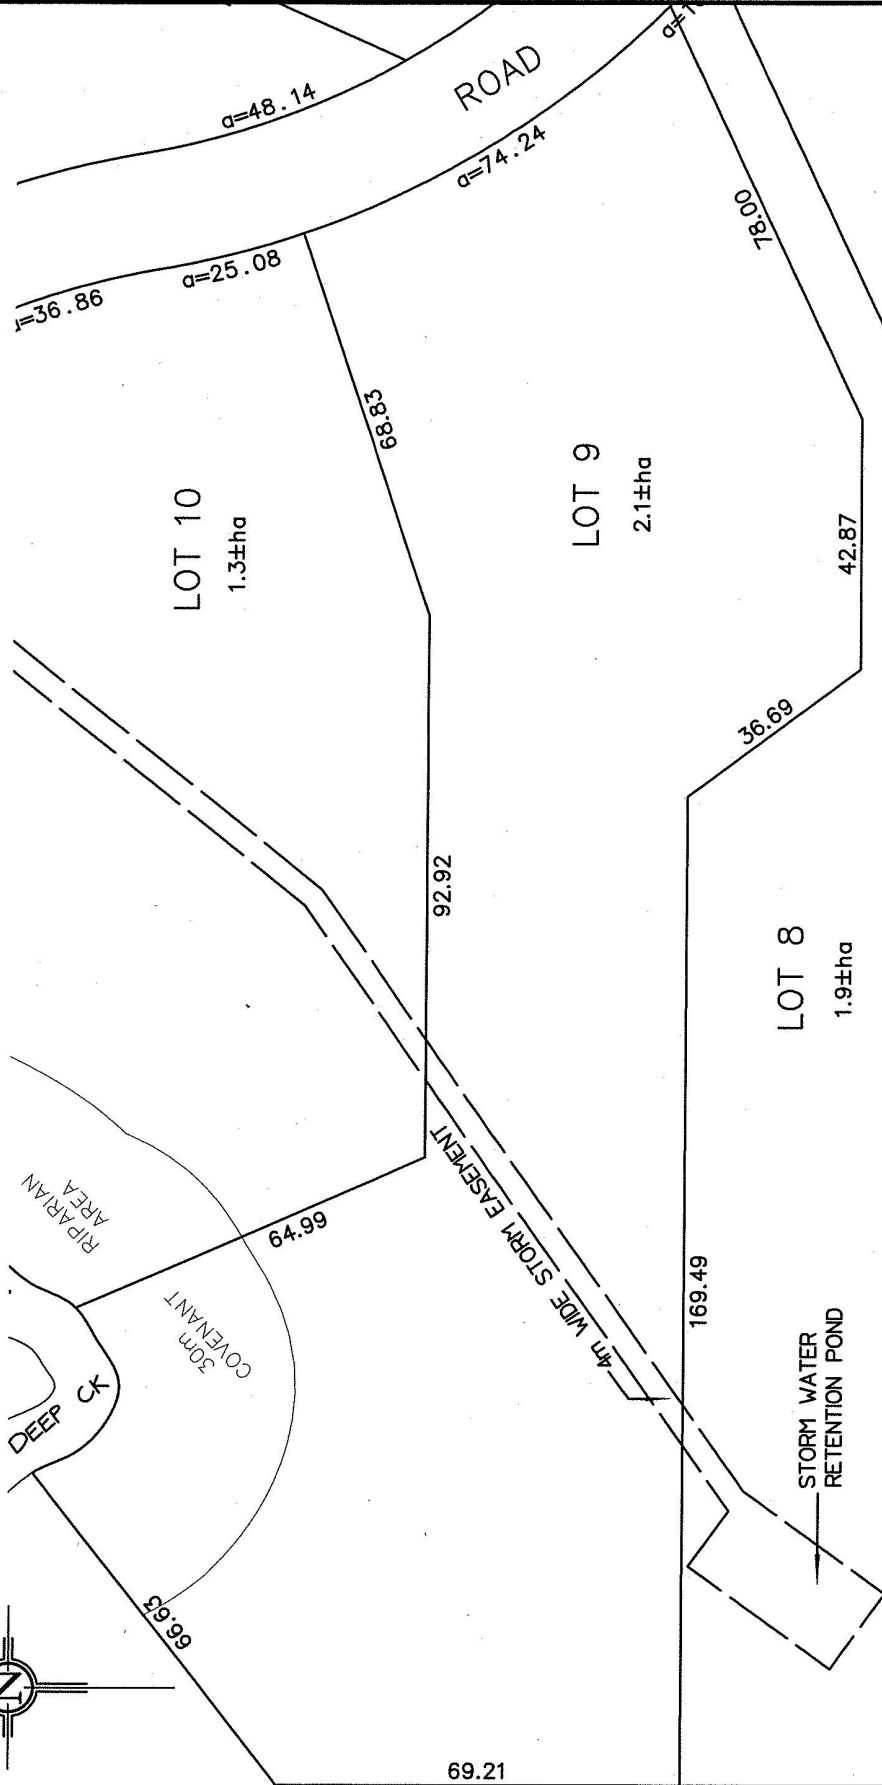 a=48.14
ROAD
a=74.24
a=25.08
=36.86
78.00
68.83
LOT 10
1.3±ha
LOT 9
2.1±ha
42.87
36.69
92.92
LOT 8
1.9±ha
RIPARIAN
AREA
64.99
30m
COVENANT
4m WIDE STORM EASEMENT
DEEP CK
169.49
STORM WATER
RETENTION POND
66.63
N
69.21